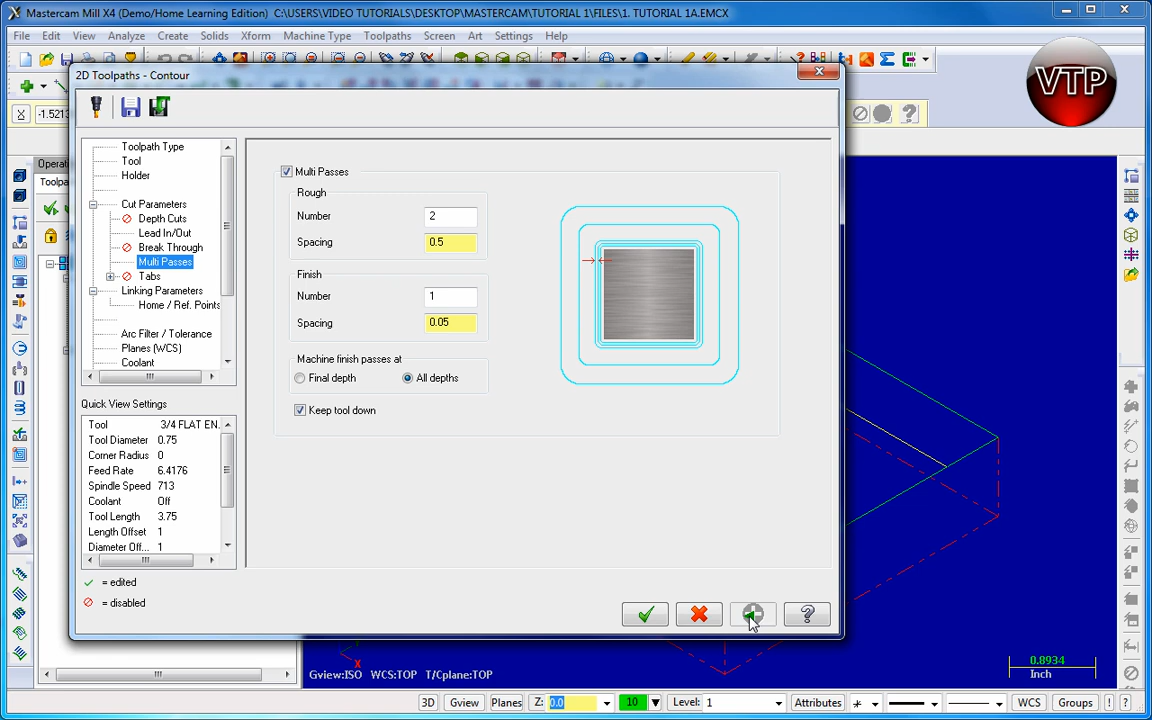 Mastercam Mill X4 (Demo/Home Learning Edition) C:\USERS\VIDEO TUTORIALS\DESKTOP\MASTERCAM\TUTORIAL 1\FILES\1. TUTORIAL 1A.EMCX
File Edit View Analyze Create Solids Xform Machine Type Toolpaths Screen Art Settings Help
VTP
2D Toolpaths - Contour
X -1.5213
Toolpath Type
Tool
Holder
Cut Parameters
Depth Cuts
Lead In/Out
Break Through
Multi Passes
Tabs
Linking Parameters
Home / Ref. Points
Arc Filter / Tolerance
Planes (WCS)
Coolant
Multi Passes
Rough
Number 2
Spacing 0.5
Finish
Number 1
Spacing 0.05
Machine finish passes at
Final depth All depths
Keep tool down
Quick View Settings
Tool 3/4 FLAT EN.
Tool Diameter 0.75
Corner Radius 0
Feed Rate 6.4176
Spindle Speed 713
Coolant Off
Tool Length 3.75
Length Offset 1
Diameter Off... 1
= edited
= disabled
X
Gview:ISO WCS:TOP T/Cplane:TOP
0.8934
Inch
3D Gview Planes Z: 0.0 10 Level: 1 Attributes WCS Groups ! ?